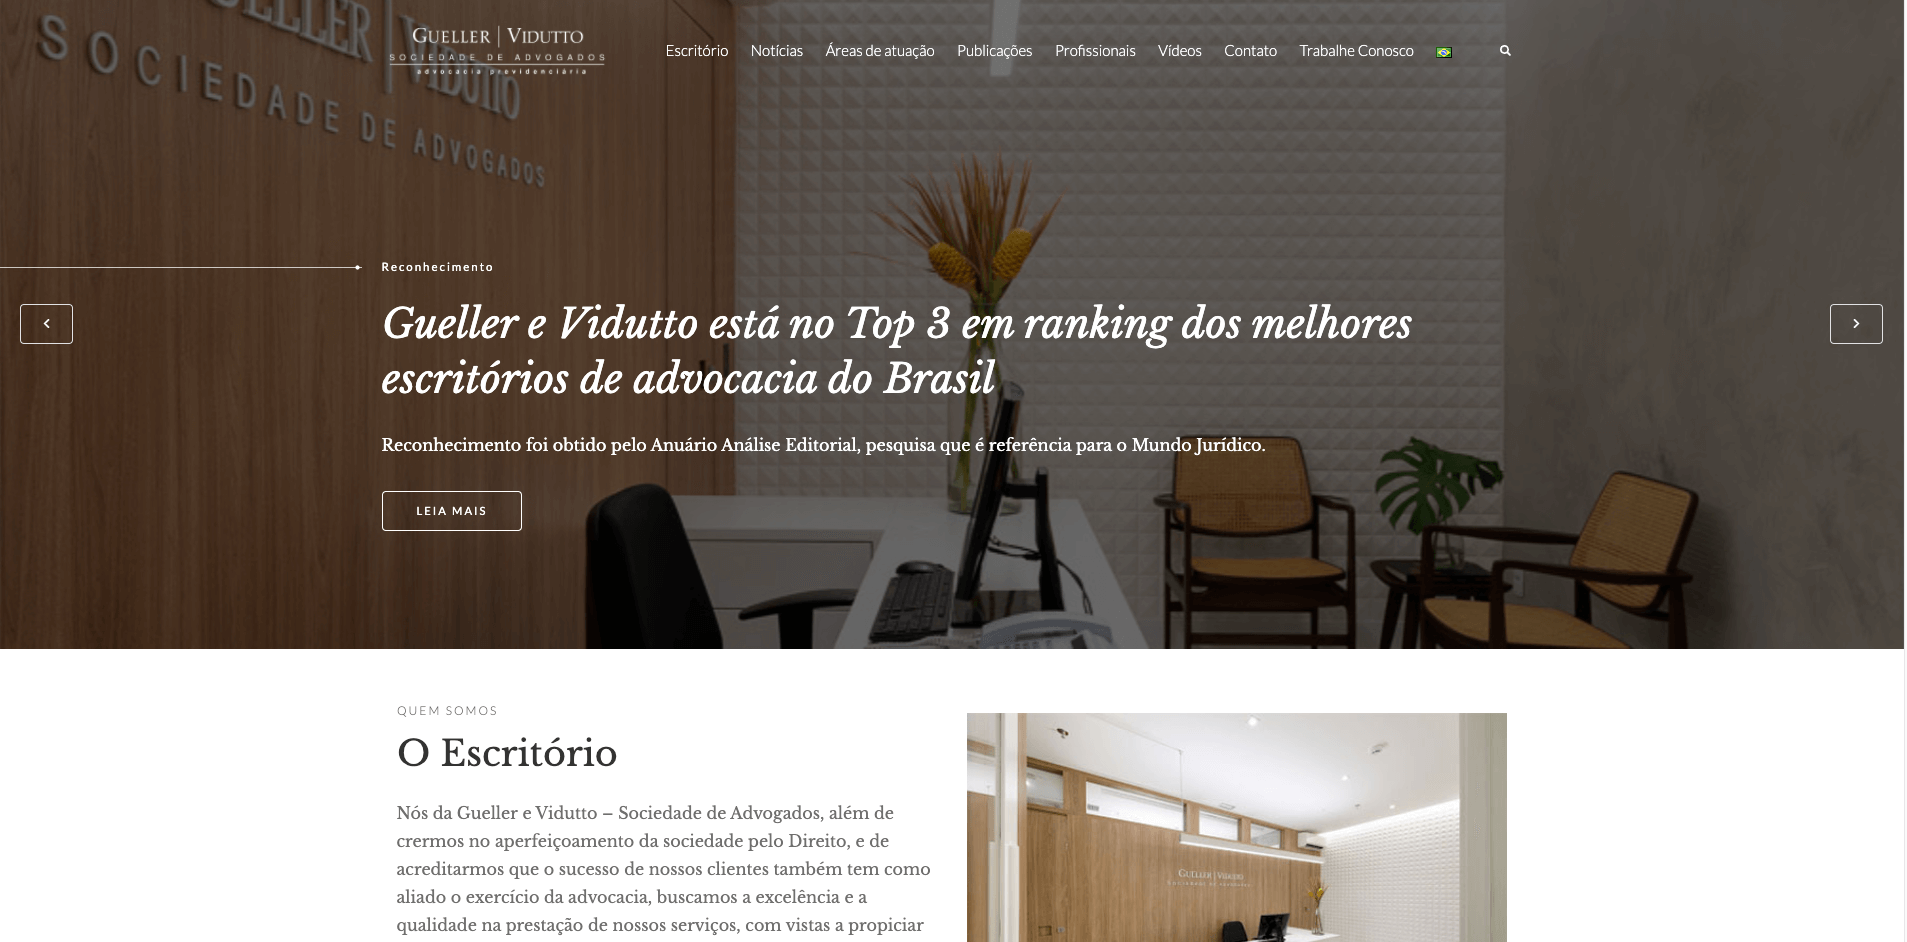 GUELLER | VIDUTTO
SOCIEDADE DE ADVOGADOS
advocacia previdenciária
Escritório
Notícias
Áreas de atuação
Publicações
Profissionais
Vídeos
Contato
Trabalhe Conosco
GUELLER | VIDUTTO
SOCIEDADE DE ADVOGADOS
Reconhecimento
Gueller e Vidutto está no Top 3 em ranking dos melhores
escritórios de advocacia do Brasil
Reconhecimento foi obtido pelo Anuário Análise Editorial, pesquisa que é referência para o Mundo Jurídico.
LEIA MAIS
QUEM SOMOS
O Escritório
Nós da Gueller e Vidutto – Sociedade de Advogados, além de
crermos no aperfeiçoamento da sociedade pelo Direito, e de
acreditarmos que o sucesso de nossos clientes também tem como
aliado o exercício da advocacia, buscamos a excelência e a
qualidade na prestação de nossos serviços, com vistas a propiciar
GUELLER | VIDUTTO
SOCIEDADE DE ADVOGADOS